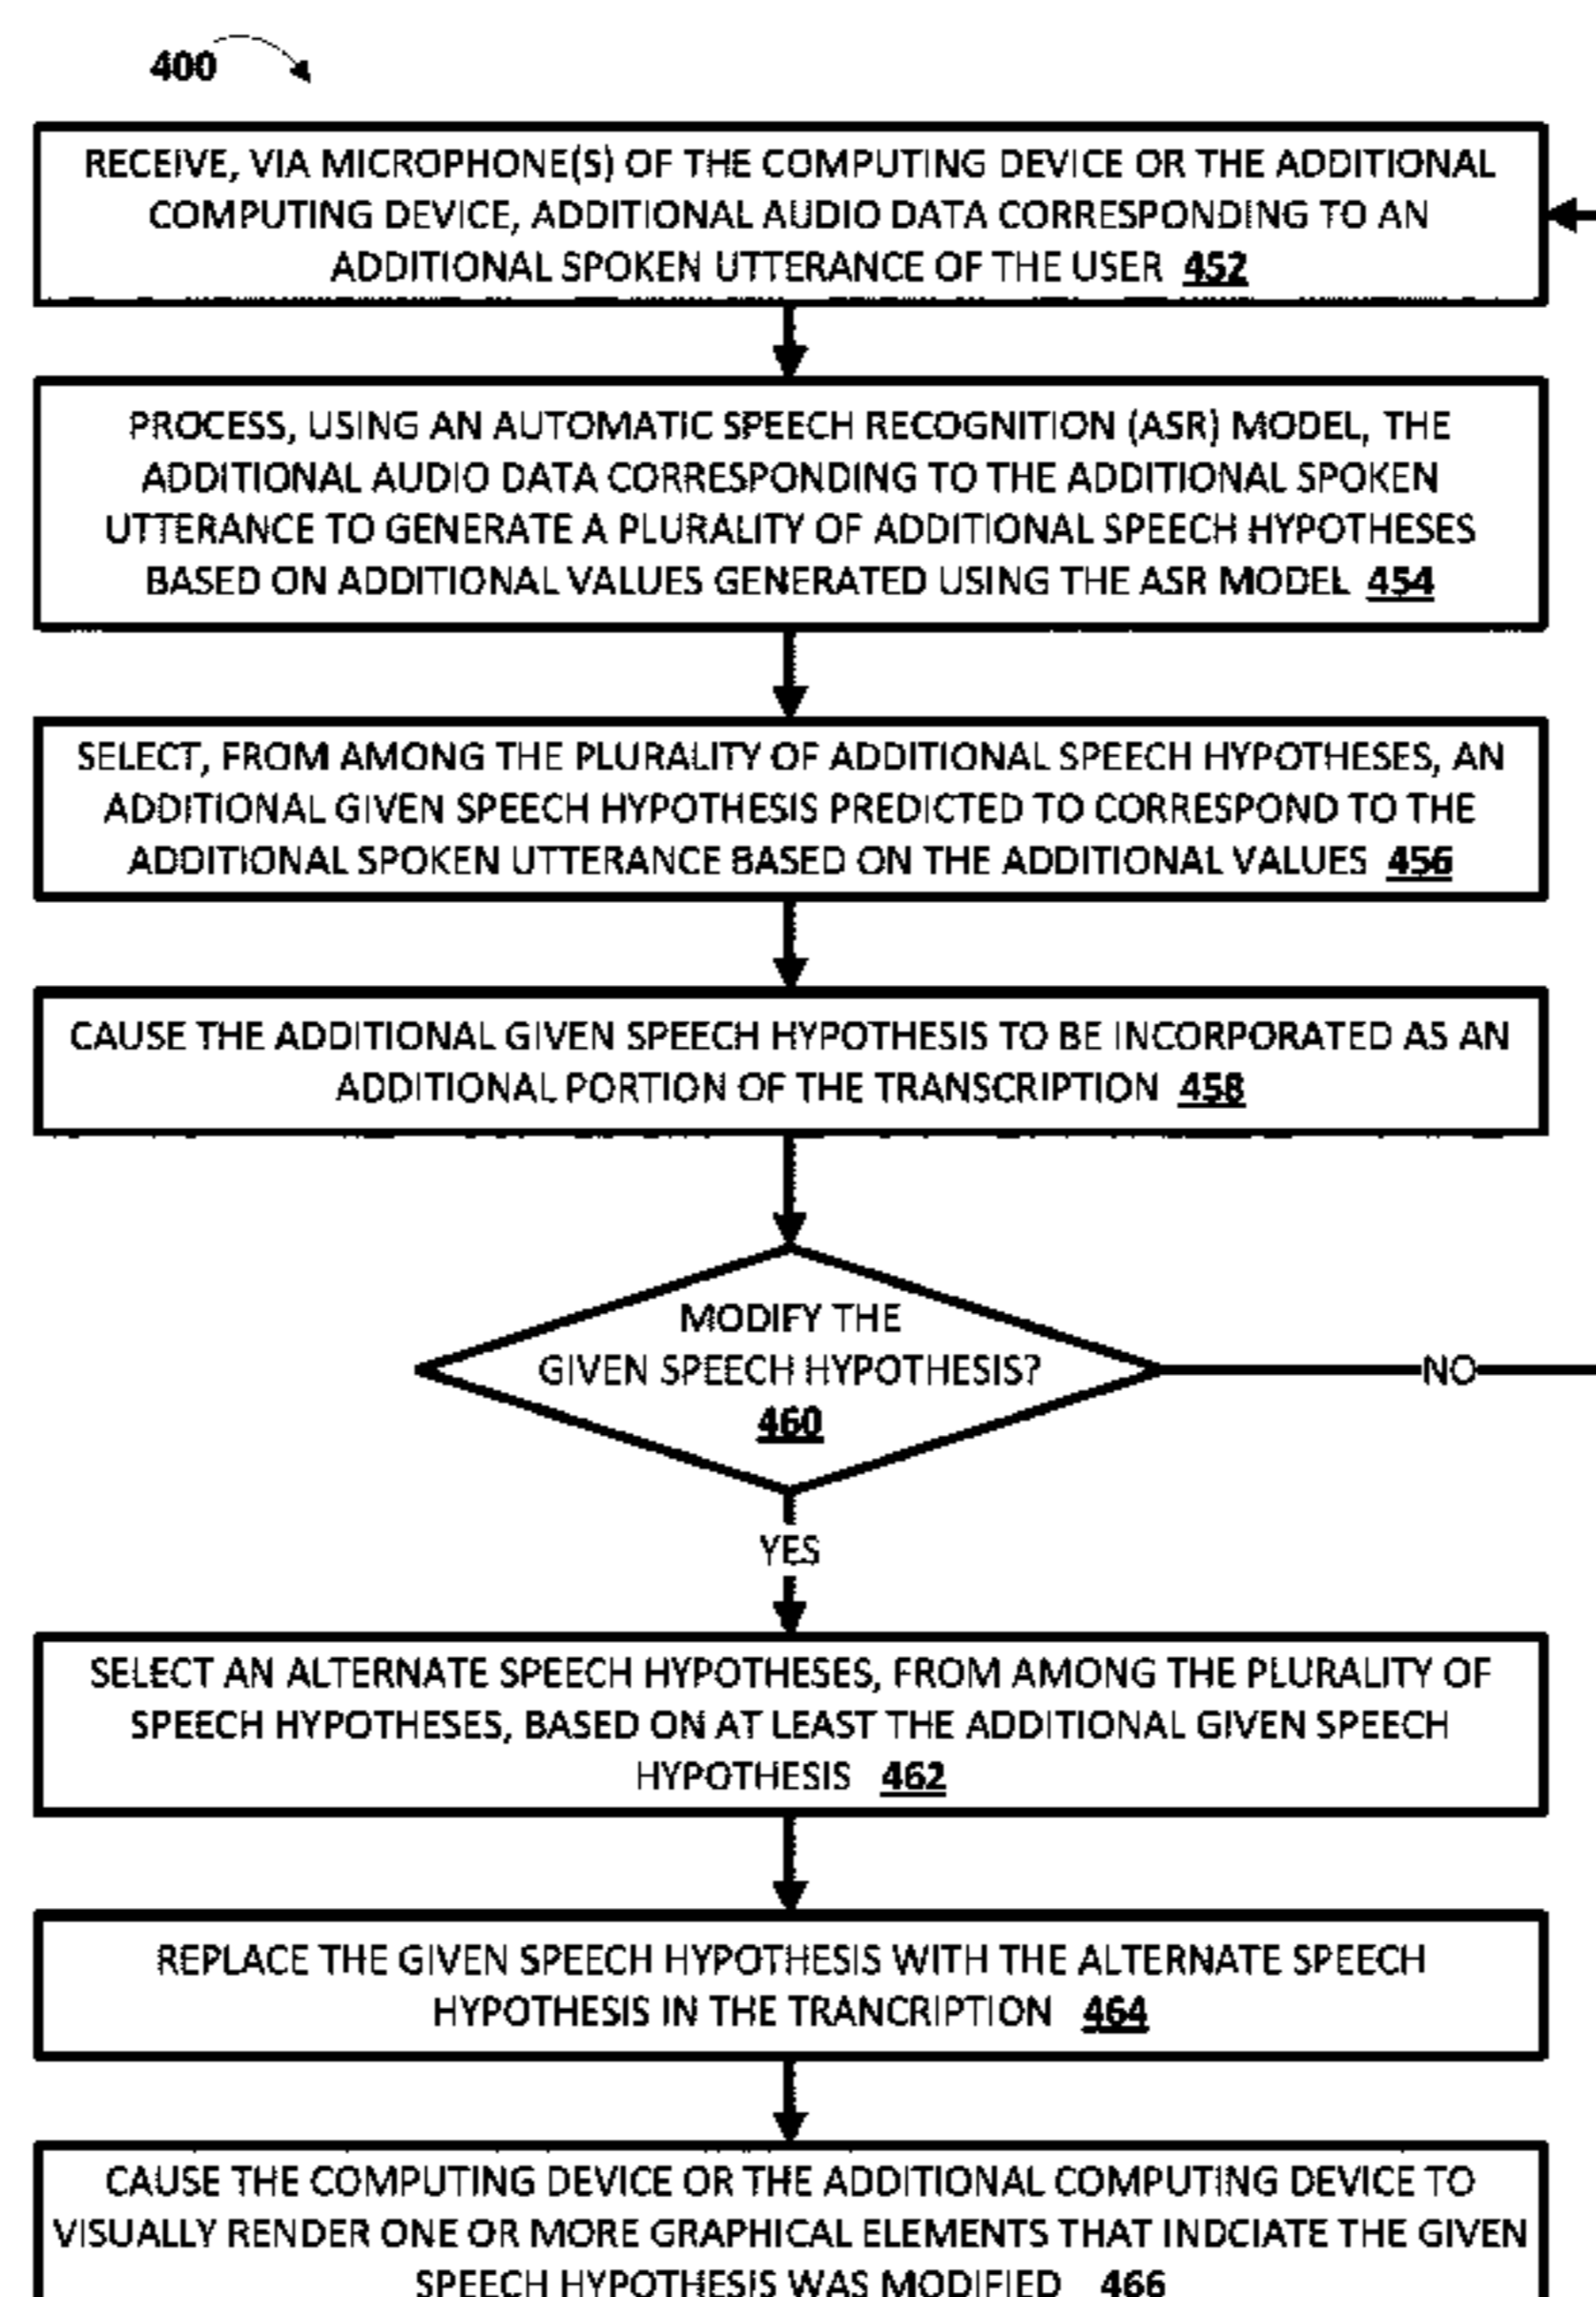 400
RECEIVE, VIA MICROPHONE(S) OF THE COMPUTING DEVICE OR THE ADDITIONAL
COMPUTING DEVICE, ADDITIONAL AUDIO DATA CORRESPONDING TO AN
ADDITIONAL SPOKEN UTTERANCE OF THE USER 452
PROCESS, USING AN AUTOMATIC SPEECH RECOGNITION (ASR) MODEL, THE
ADDITIONAL AUDIO DATA CORRESPONDING TO THE ADDITIONAL SPOKEN
UTTERANCE TO GENERATE A PLURALITY OF ADDITIONAL SPEECH HYPOTHESES
BASED ON ADDITIONAL VALUES GENERATED USING THE ASR MODEL 454
SELECT, FROM AMONG THE PLURALITY OF ADDITIONAL SPEECH HYPOTHESES, AN
ADDITIONAL GIVEN SPEECH HYPOTHESIS PREDICTED TO CORRESPOND TO THE
ADDITIONAL SPOKEN UTTERANCE BASED ON THE ADDITIONAL VALUES 456
CAUSE THE ADDITIONAL GIVEN SPEECH HYPOTHESIS TO BE INCORPORATED AS AN
ADDITIONAL PORTION OF THE TRANSCRIPTION 458
MODIFY THE
GIVEN SPEECH HYPOTHESIS?
NO
460
YES
SELECT AN ALTERNATE SPEECH HYPOTHESES, FROM AMONG THE PLURALITY OF
SPEECH HYPOTHESES, BASED ON AT LEAST THE ADDITIONAL GIVEN SPEECH
HYPOTHESIS 462
REPLACE THE GIVEN SPEECH HYPOTHESIS WITH THE ALTERNATE SPEECH
HYPOTHESIS IN THE TRANCRIPTION 464
CAUSE THE COMPUTING DEVICE OR THE ADDITIONAL COMPUTING DEVICE TO
VISUALLY RENDER ONE OR MORE GRAPHICAL ELEMENTS THAT INDCIATE THE GIVEN
SPEECH HYPOTHESIS WAS MODIFIED 466